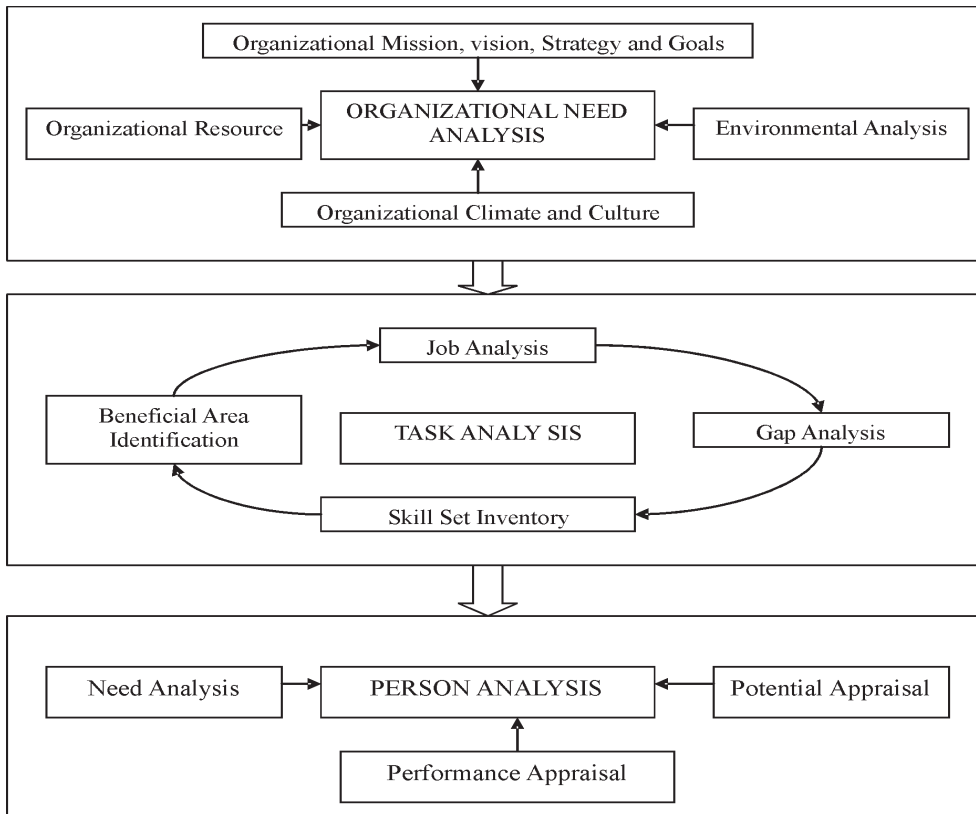 Organizational Mission, vision, Strategy and Goals
Organizational Resource
ORGANIZATIONAL NEED
ANALYSIS
Environmental Analysis
Organizational Climate and Culture
Job Analysis
Beneficial Area
Identification
TASK ANALY SIS
Gap Analysis
Skill Set Inventory
Need Analysis
PERSON ANALYSIS
Potential Appraisal
Performance Appraisal